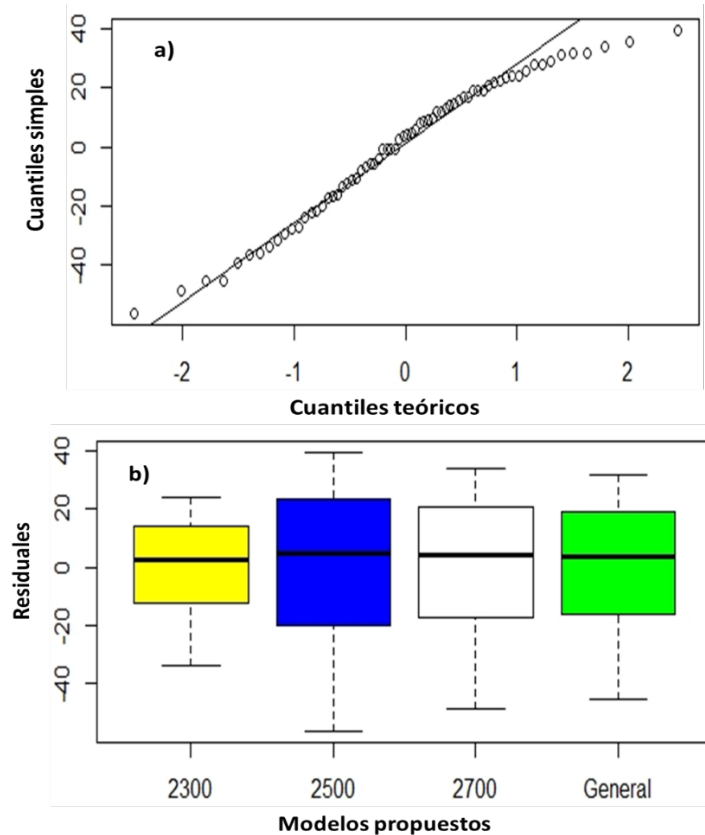 a)
Cuantiles simples
40
20
0
-20
-40
-2 -1 0 1 2
Cuantiles teóricos
b)
Residuales
40
20
0
-20
-40
2300 2500 2700 General
Modelos propuestos